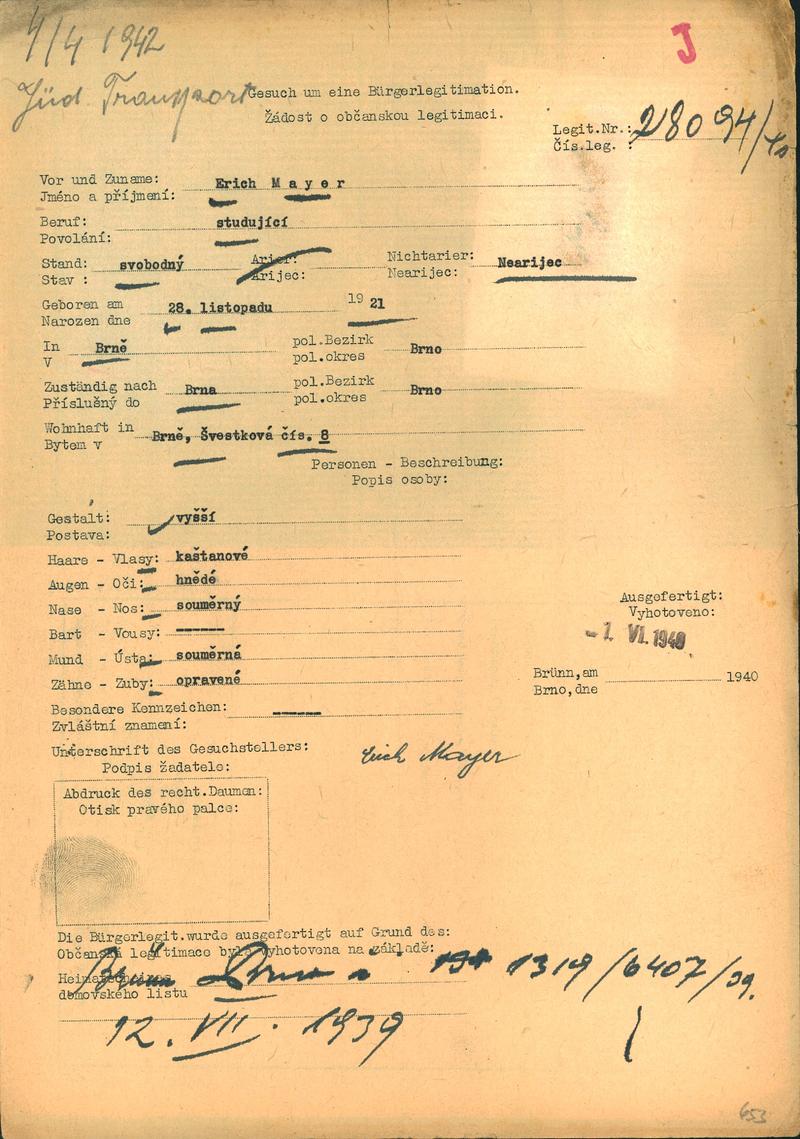 4/4 1942
J
Jüd. Transport
Gesuch um eine Bürgerlegitimation.
Žádost o občanskou legitimaci.
Legit.Nr.: 28094/40
Čís.leg. :
Vor und Zuname: Erich Mayer
Jméno a příjmení:
Beruf: studující
Povolání:
Stand: svobodný Arier: Nichtarier: Nearijec
Stav : Arijec: Nearijec:
Geboren am 28. listopadu 19 21
Narozen dne
In Brně pol.Bezirk Brno
V pol.okres
Zuständig nach Brna pol.Bezirk Brno
Příslušný do pol.okres
Wohnhaft in Brně, Švestková čís. 8
Bytem v
Personen - Beschreibung:
Popis osoby:
Gestalt: vyšší
Postava:
Haare - Vlasy: kaštanové
Augen - Oči: hnědé
Nase - Nos: souměrný
Bart - Vousy: -----
Mund - Ústa: souměrná
Zähne - Zuby: opravené
Besondere Kennzeichen: -----
Zvláštní znamení:
Ausgefertigt:
Vyhotoveno:
-1. VI. 1940
Brünn,am 1940
Brno,dne
Unterschrift des Gesuchstellers: Erich Mayer
Podpis žadatele:
Abdruck des recht.Daumen:
Otisk pravého palce:
Die Bürgerlegit.wurde ausgefertigt auf Grund des:
Občanská legitimace byla vyhotovena na základě:
Heimatscheines Brünn 1319/6407/39.
domovského listu
12. VII. 1939
653